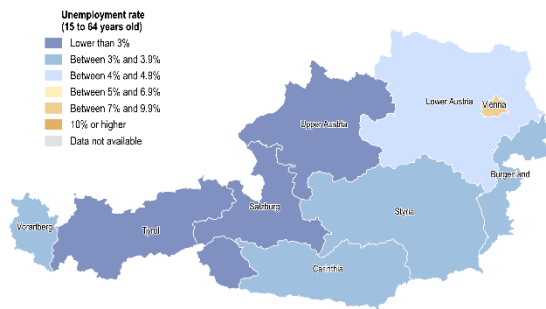 Unemployment rate
(15 to 64 years old)
Lower than 3%
Between 3% and 3.9%
Between 4% and 4.9%
Between 5% and 6.9%
Between 7% and 9.9%
10% or higher
Data not available
Upper Austria
Lower Austria
Vienna
Burgenland
Salzburg
Styria
Vorarlberg
Tyrol
Carinthia